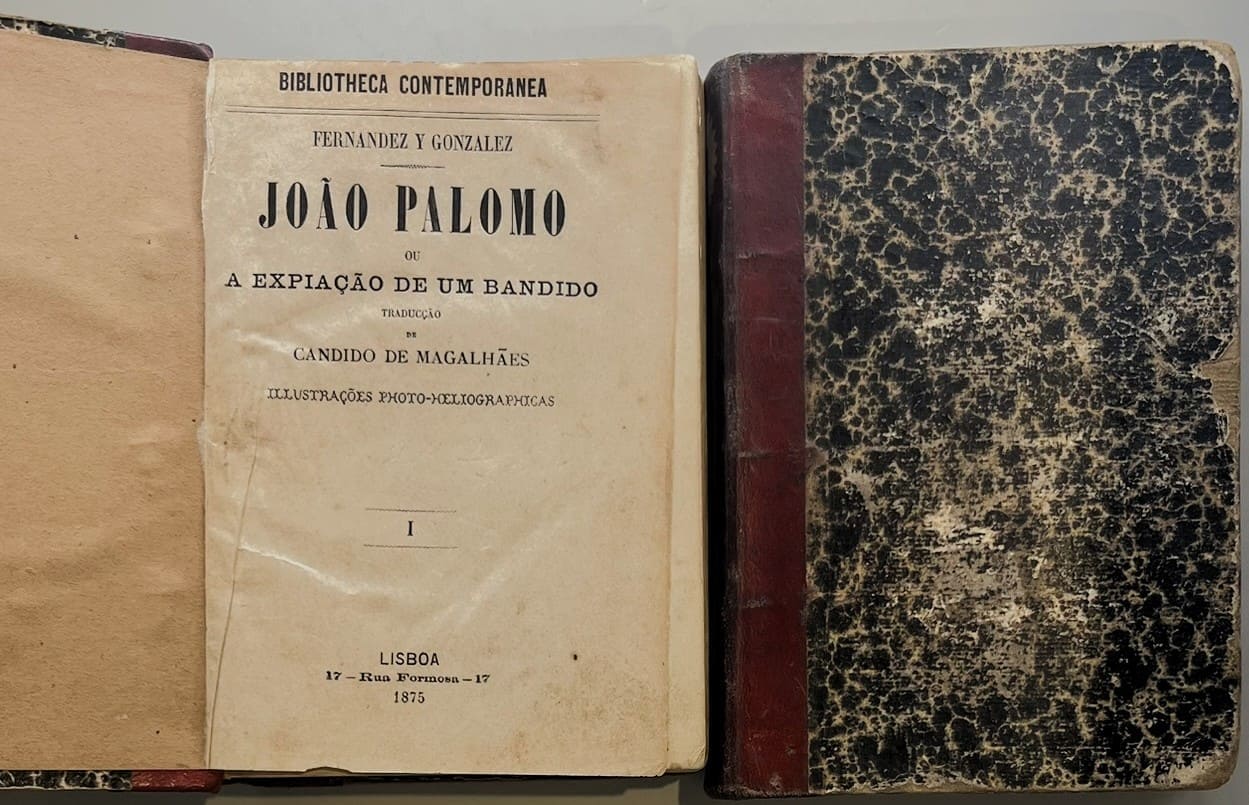 BIBLIOTHECA CONTEMPORANEA
FERNANDEZ Y GONZALEZ
JOÃO PALOMO
OU
A EXPIAÇÃO DE UM BANDIDO
TRADUCÇÃO
DE
CANDIDO DE MAGALHÃES
ILLUSTRAÇÕES PHOTO-HELIOGRAPHICAS
I
LISBOA
17 — Rua Formosa — 17
1875